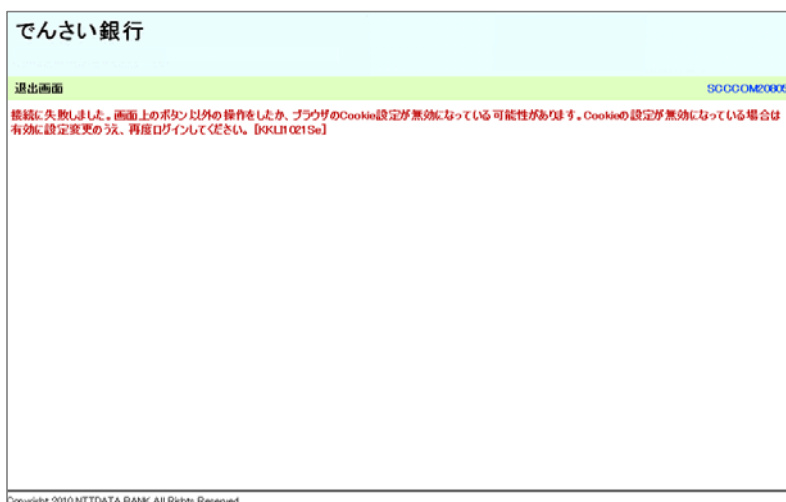 でんさい銀行
退出画面
SCCCOM20805
接続に失敗しました。画面上のボタン以外の操作をしたか、ブラウザのCookie設定が無効になっている可能性があります。Cookieの設定が無効になっている場合は
有効に設定変更のうえ、再度ログインしてください。[KKLI1021Se]
Copyright 2010 NTTDATA BANK All Rights Reserved